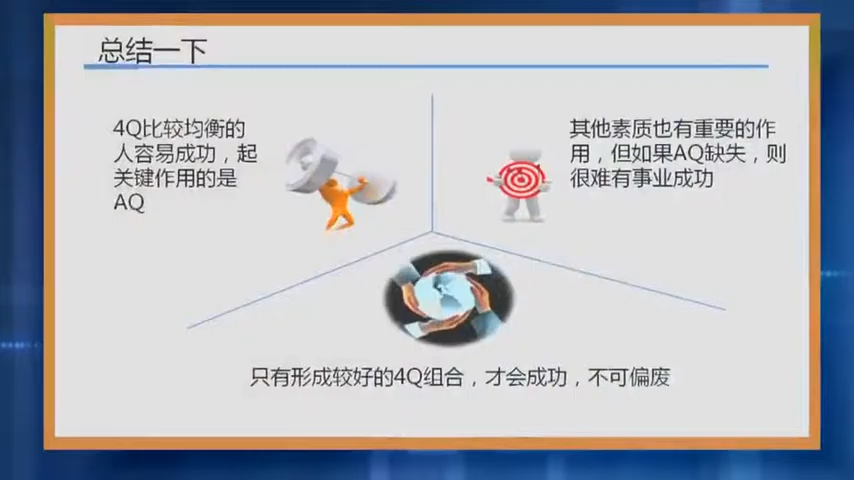 总结一下
4Q比较均衡的
人容易成功，起
关键作用的是
AQ
其他素质也有重要的作
用，但如果AQ缺失，则
很难有事业成功
只有形成较好的4Q组合，才会成功，不可偏废